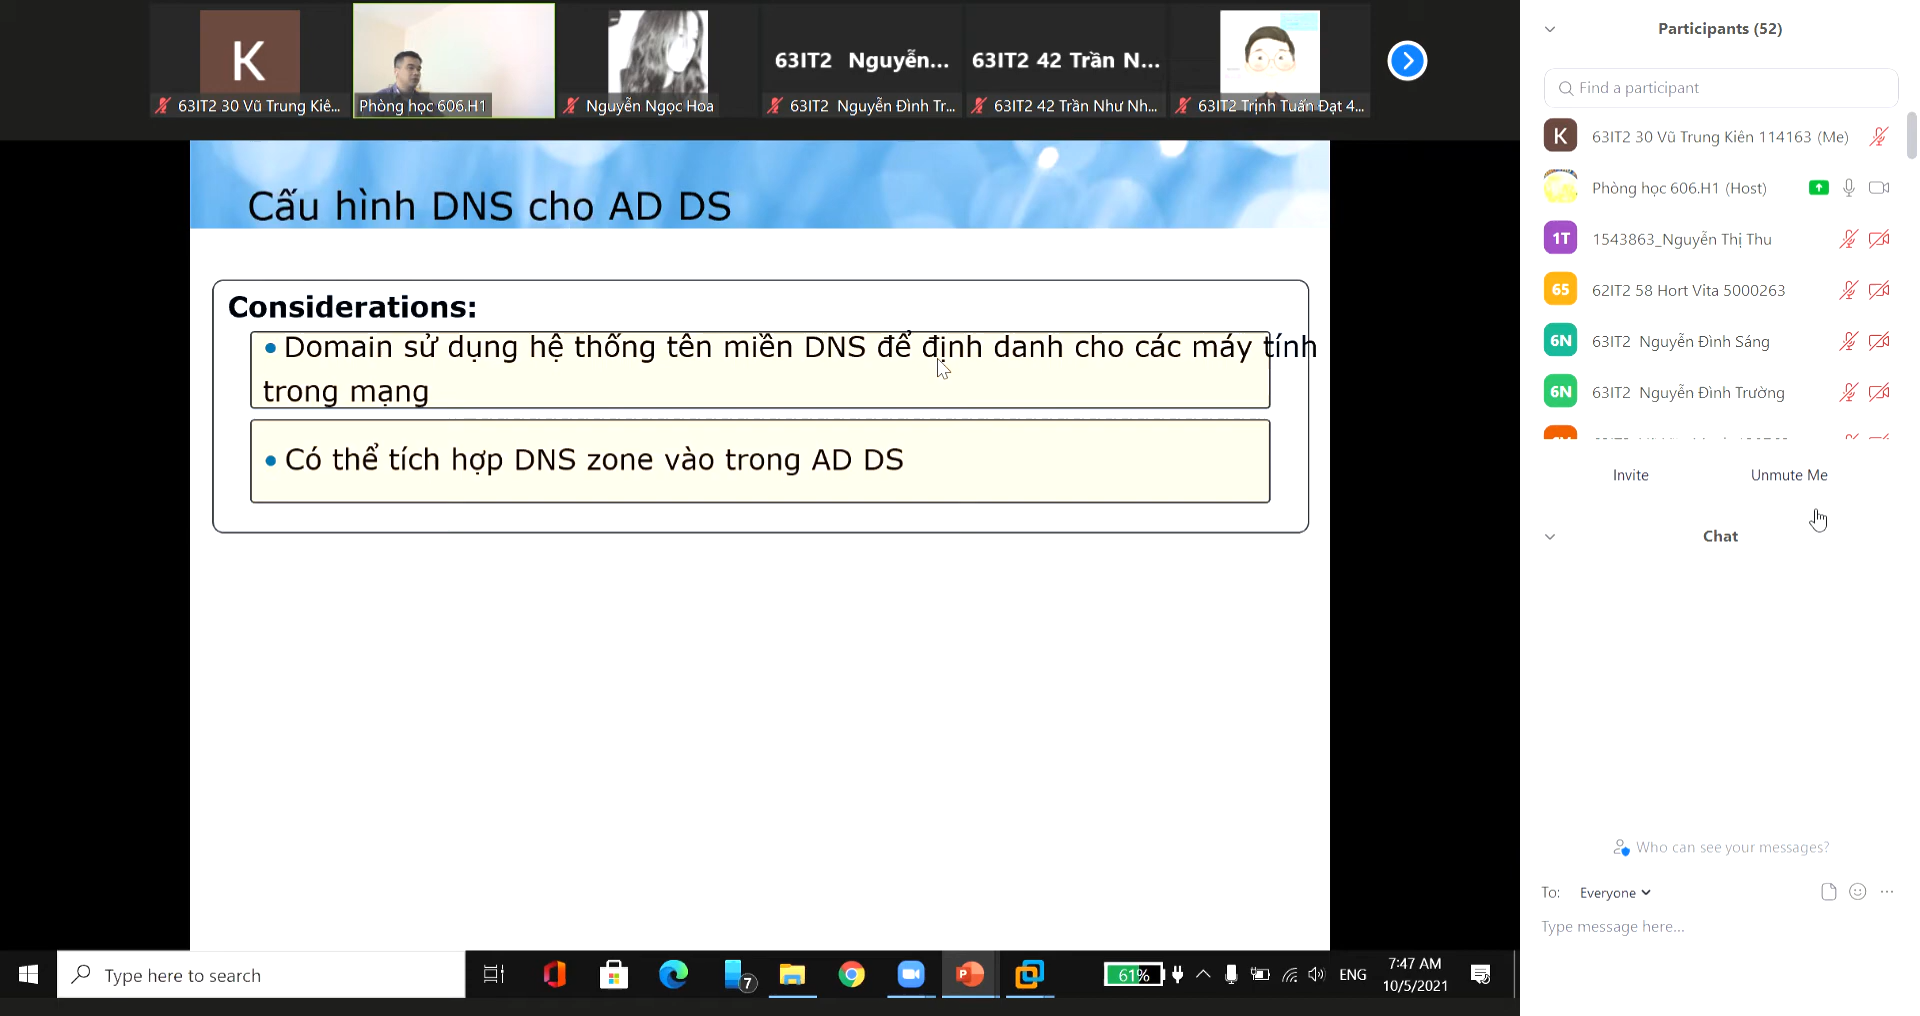 K
63IT2 30 Vũ Trung Kiê...
Phòng học 606.H1
Nguyễn Ngọc Hoa
63IT2 Nguyễn...
63IT2 Nguyễn Đình Tr...
63IT2 42 Trần N...
63IT2 42 Trần Như Nh...
63IT2 Trịnh Tuấn Đạt 4...
Cấu hình DNS cho AD DS
Considerations:
• Domain sử dụng hệ thống tên miền DNS để định danh cho các máy tính
trong mạng
• Có thể tích hợp DNS zone vào trong AD DS
Type here to search
7
61%
ENG
7:47 AM
10/5/2021
Participants (52)
Find a participant
K 63IT2 30 Vũ Trung Kiên 114163 (Me)
Phòng học 606.H1 (Host)
1T 1543863_Nguyễn Thị Thu
65 62IT2 58 Hort Vita 5000263
6N 63IT2 Nguyễn Đình Sáng
6N 63IT2 Nguyễn Đình Trường
Invite
Unmute Me
Chat
Who can see your messages?
To: Everyone
Type message here...